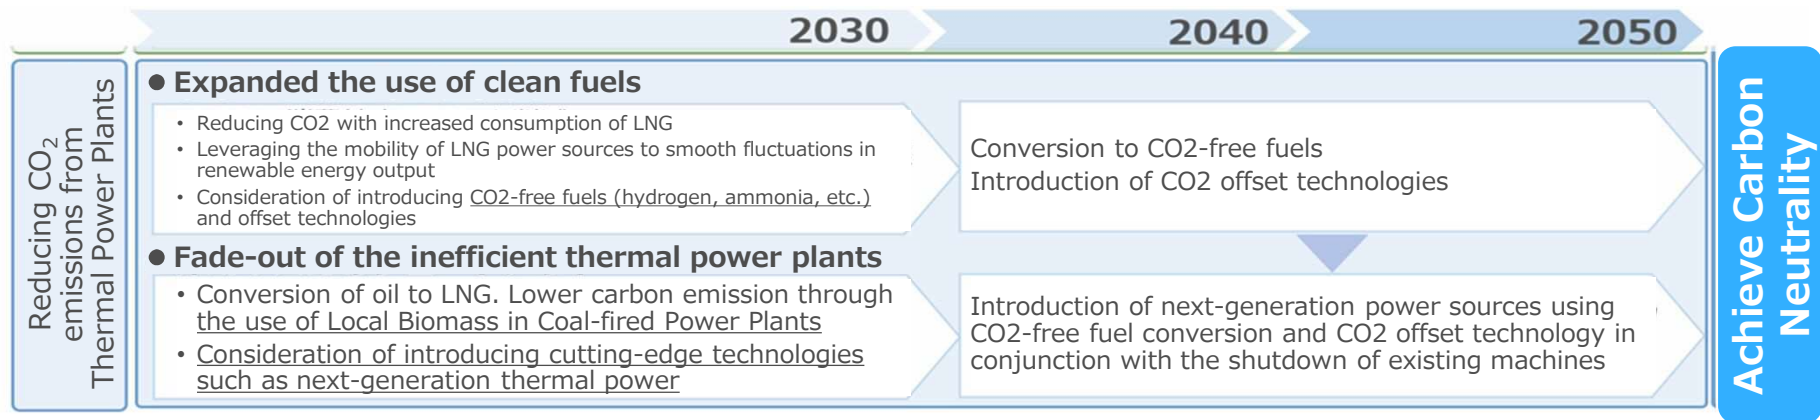 2030
2040
2050
Reducing CO2
emissions from
Thermal Power Plants
● Expanded the use of clean fuels
• Reducing CO2 with increased consumption of LNG
• Leveraging the mobility of LNG power sources to smooth fluctuations in
renewable energy output
• Consideration of introducing CO2-free fuels (hydrogen, ammonia, etc.)
and offset technologies
Conversion to CO2-free fuels
Introduction of CO2 offset technologies
● Fade-out of the inefficient thermal power plants
• Conversion of oil to LNG. Lower carbon emission through
the use of Local Biomass in Coal-fired Power Plants
• Consideration of introducing cutting-edge technologies
such as next-generation thermal power
Introduction of next-generation power sources using
CO2-free fuel conversion and CO2 offset technology in
conjunction with the shutdown of existing machines
Achieve Carbon
Neutrality